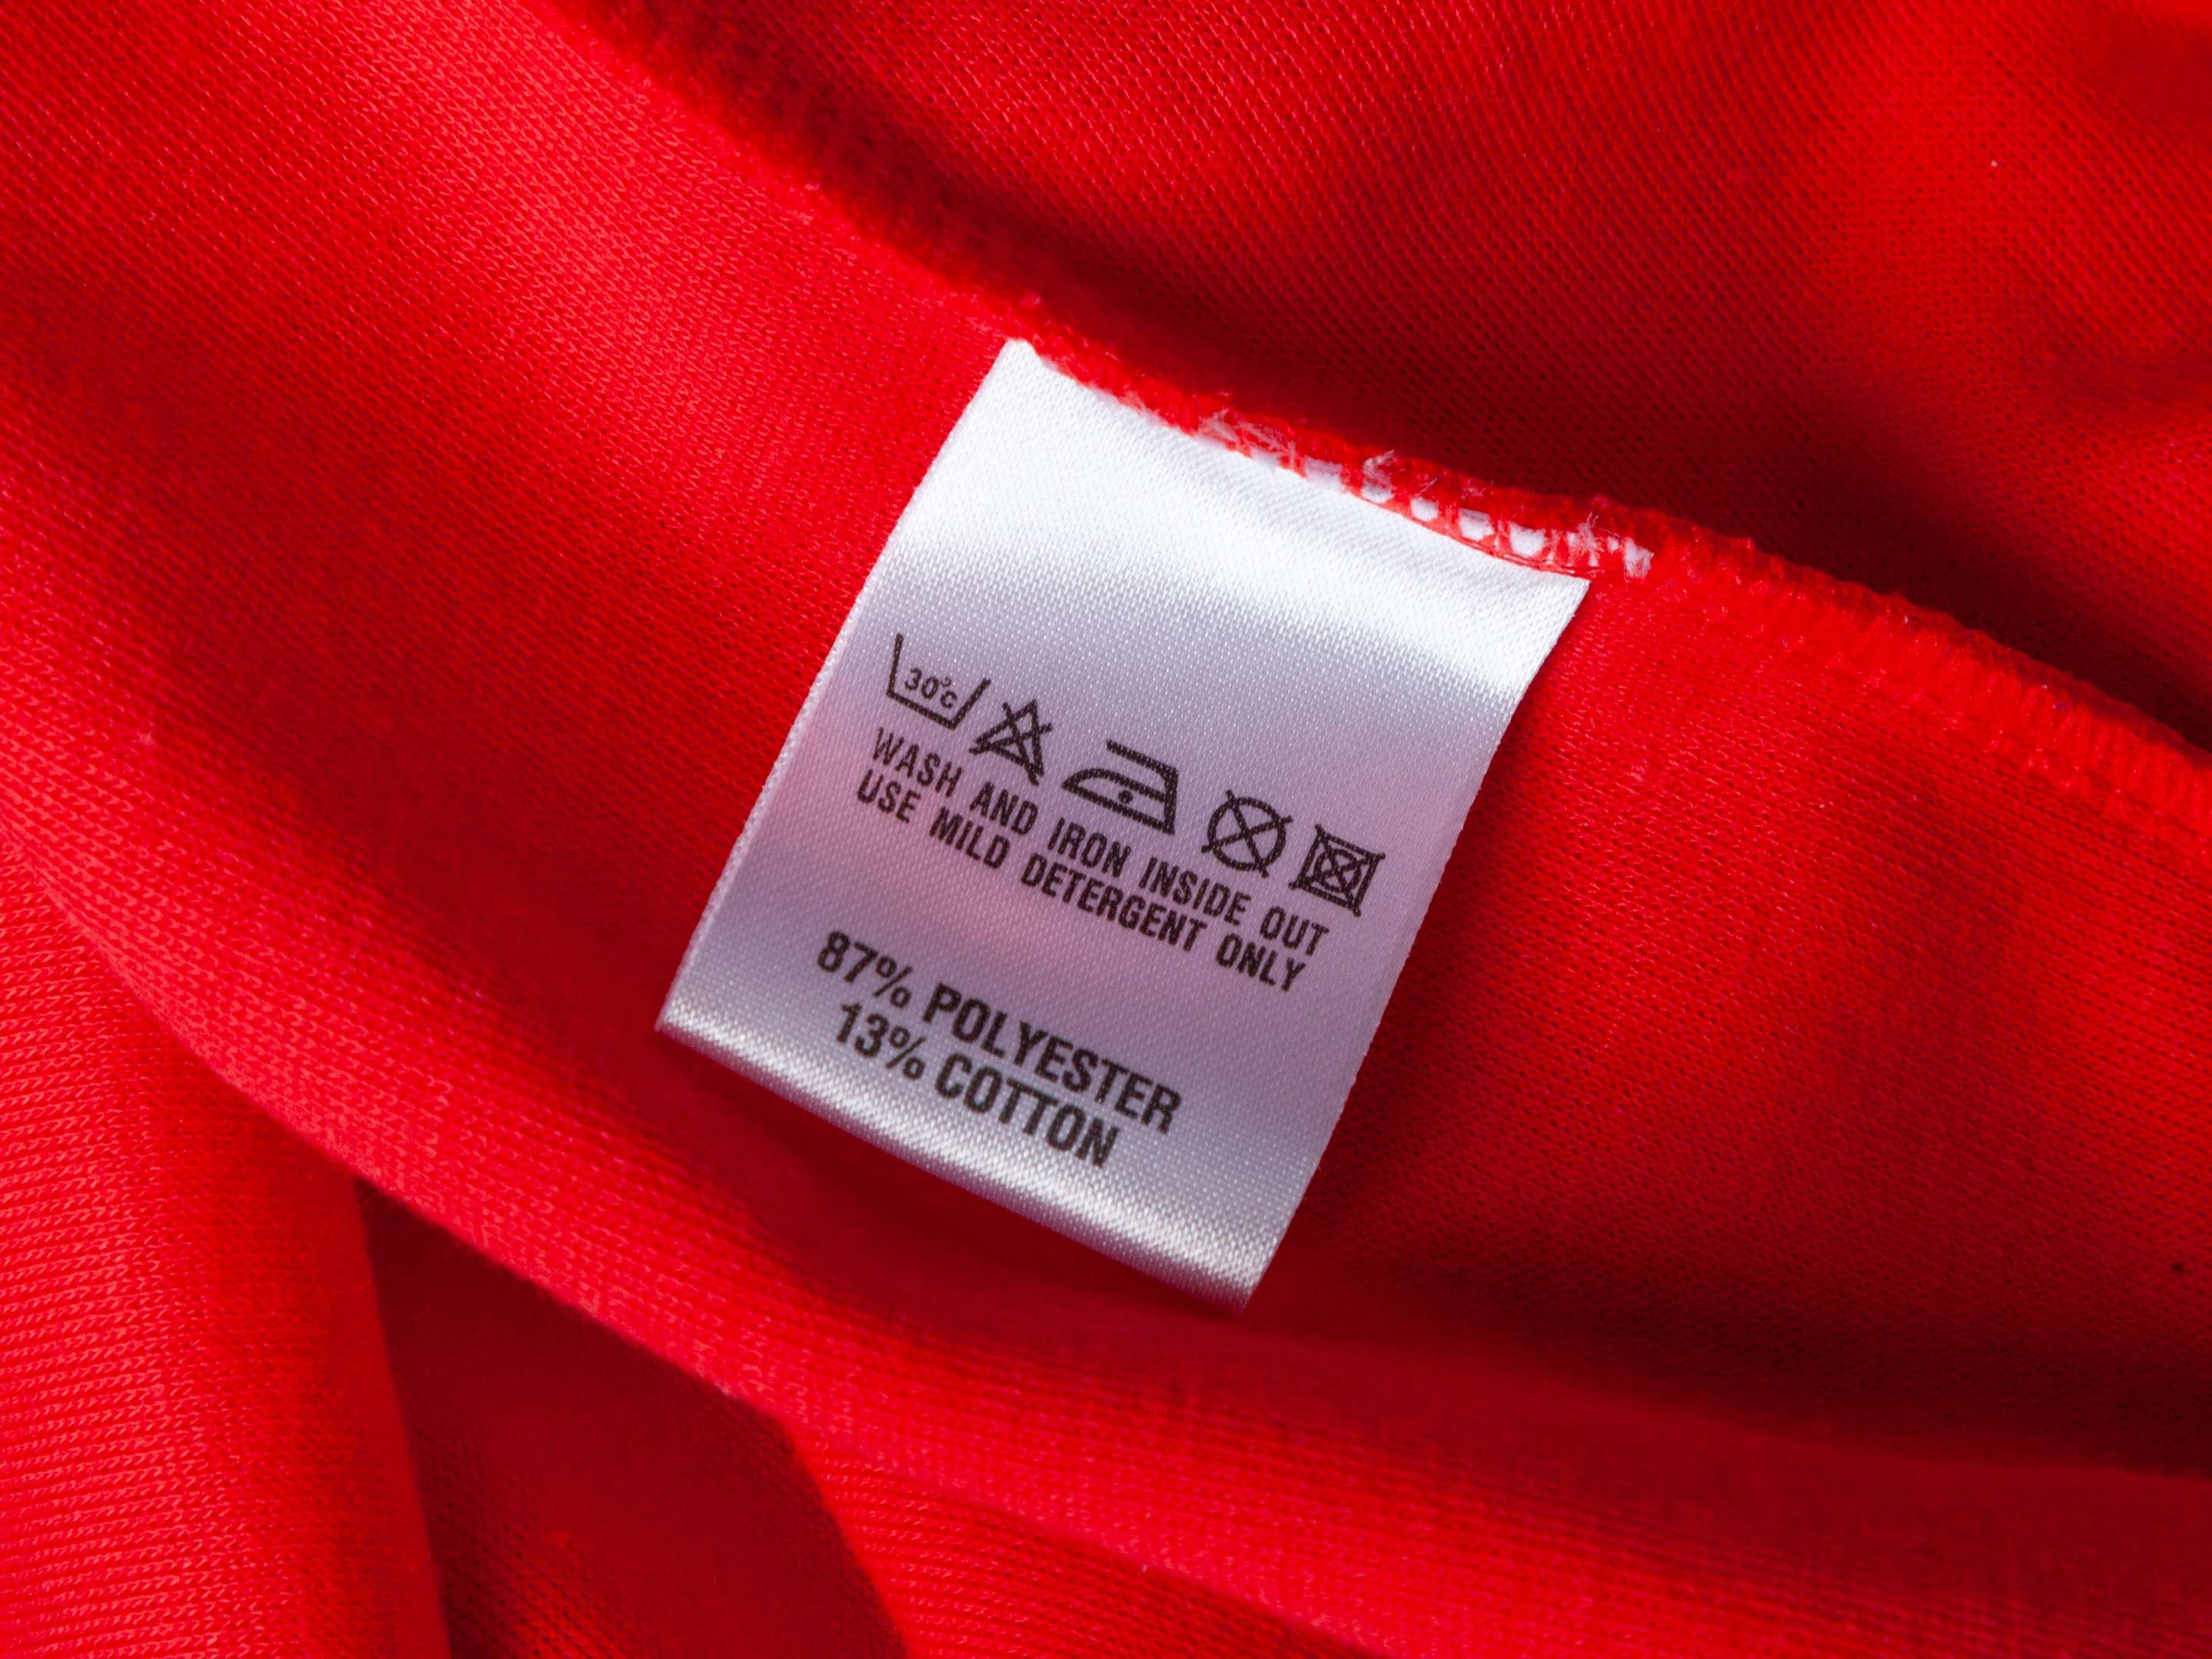 30°C
WASH AND IRON INSIDE OUT
USE MILD DETERGENT ONLY
87% POLYESTER
13% COTTON